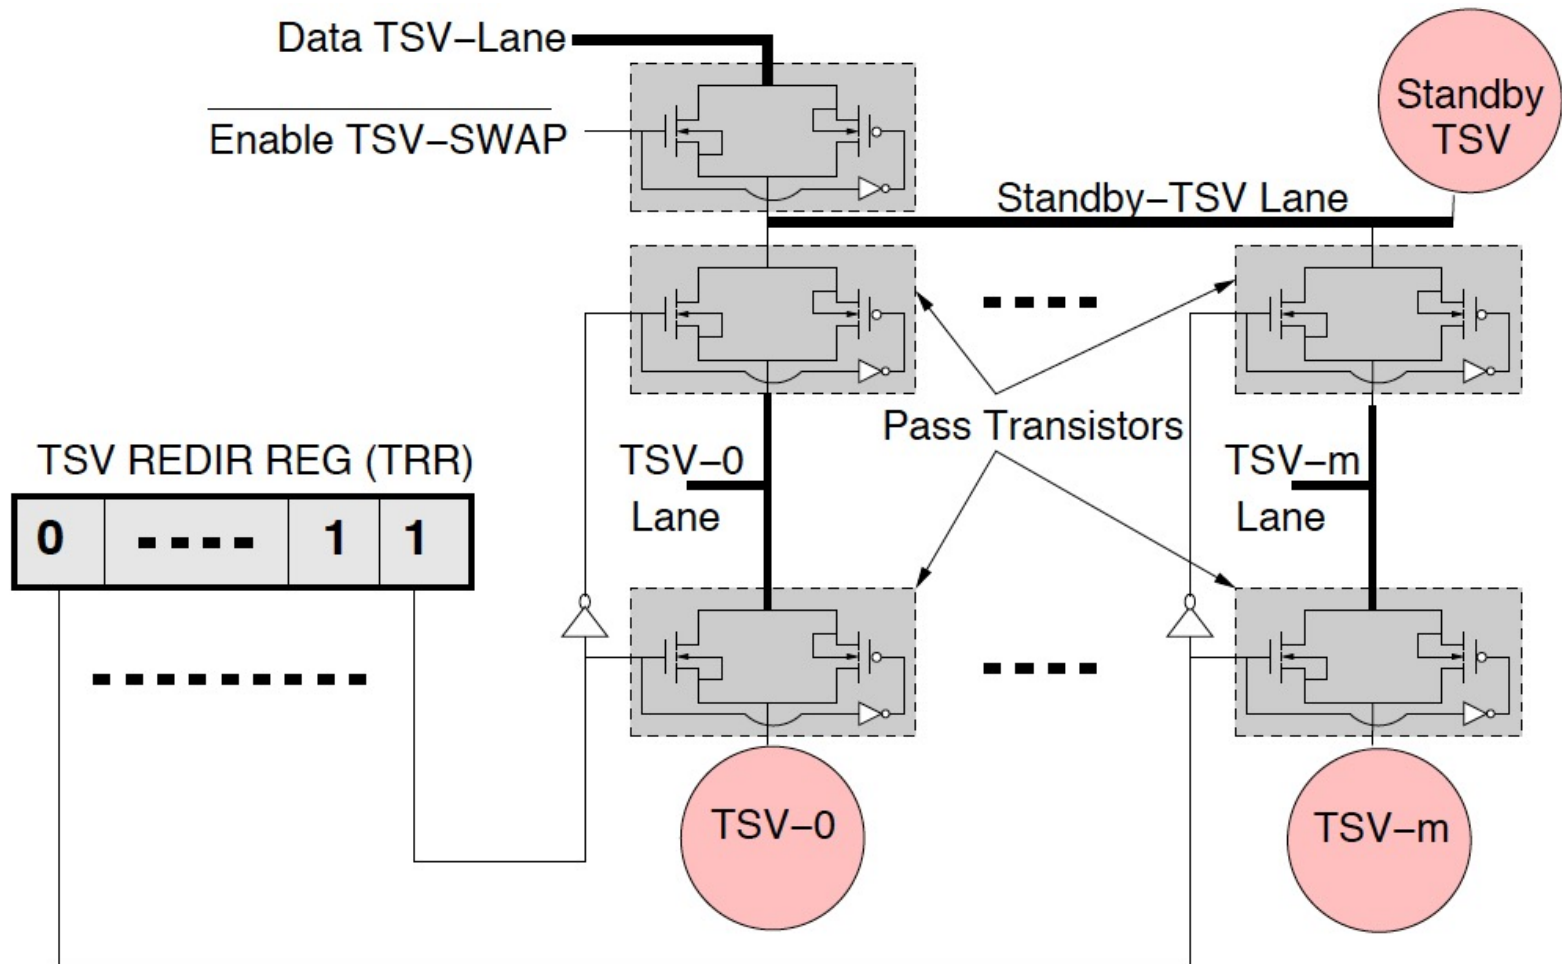 Data TSV–Lane
Enable TSV–SWAP
Standby
TSV
Standby–TSV Lane
Pass Transistors
TSV REDIR REG (TRR)
0 1 1
TSV–0
Lane
TSV–m
Lane
TSV–0
TSV–m